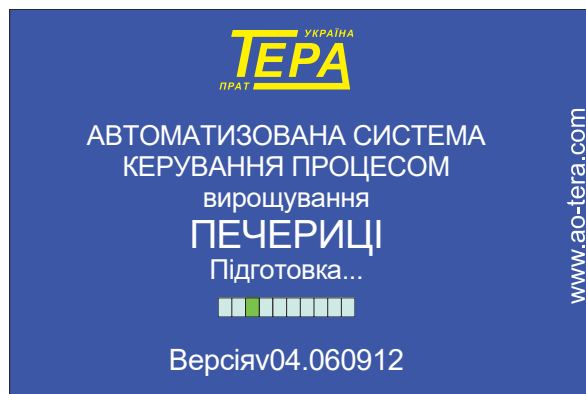 УКРАЇНА
ТЕРА
ПРАТ
АВТОМАТИЗОВАНА СИСТЕМА
КЕРУВАННЯ ПРОЦЕСОМ
вирощування
ПЕЧЕРИЦІ
Підготовка...
Версіяv04.060912
www.ao-tera.com